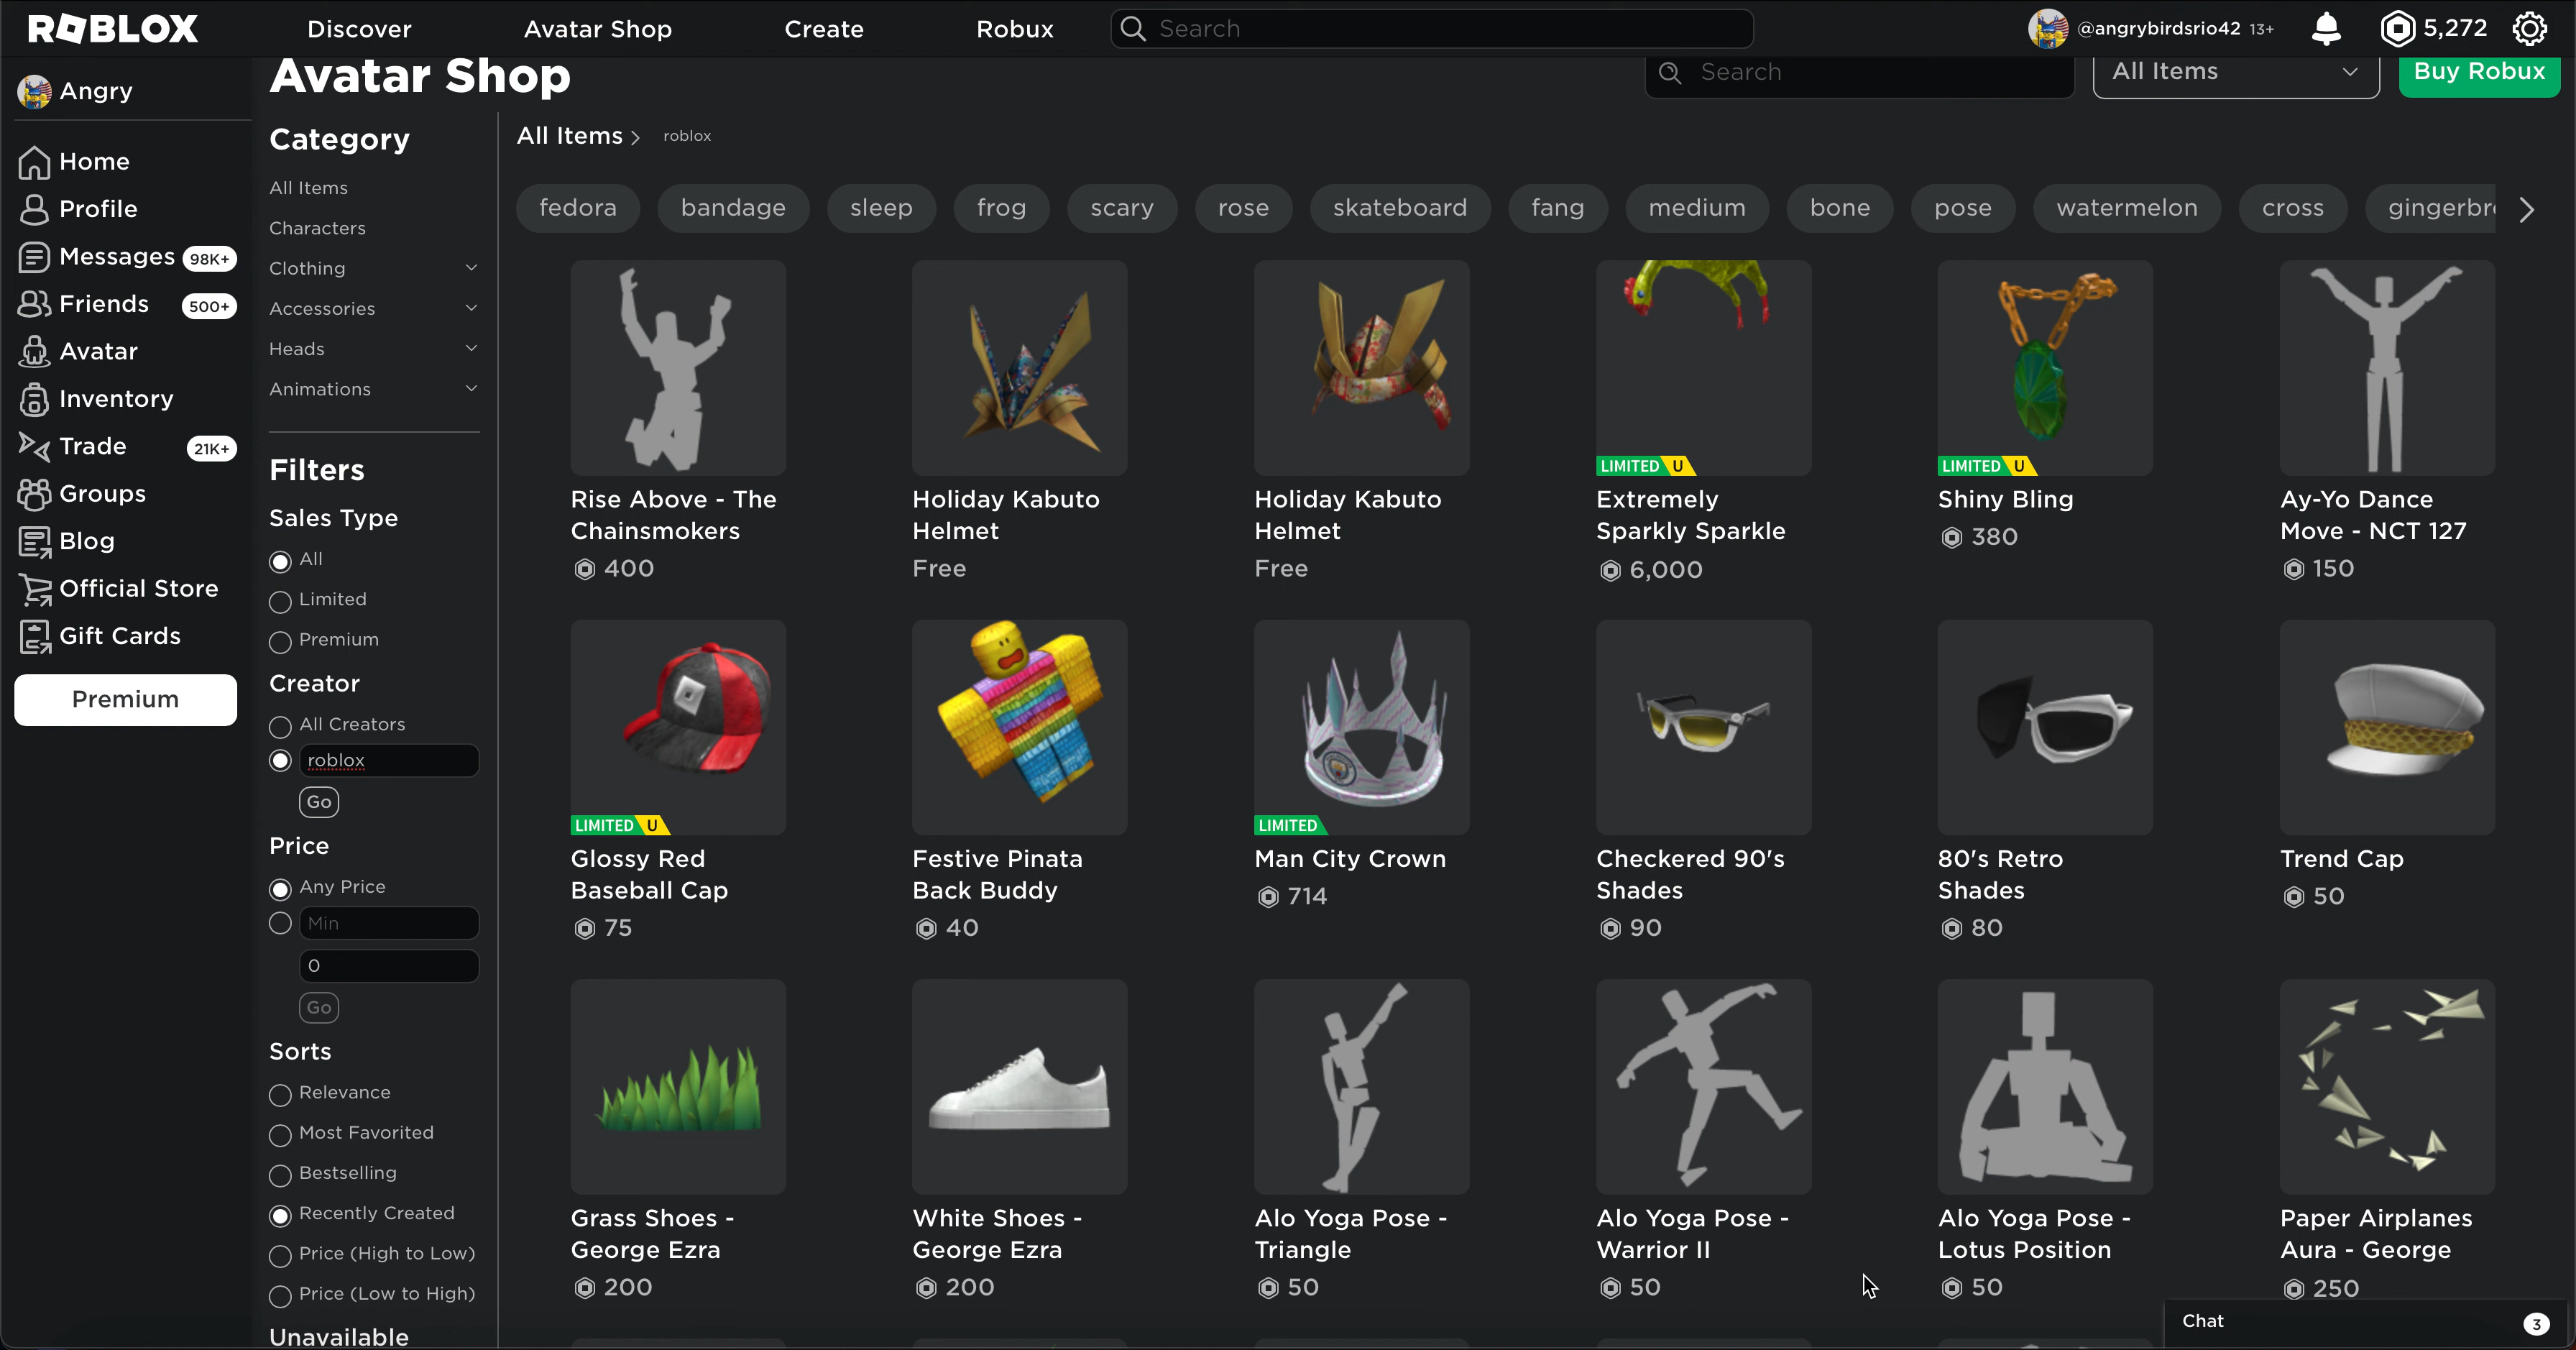 ROBLOX
Discover
Avatar Shop
Create
Robux
Search
@angrybirdsrio42 13+
5,272
Angry
Home
Profile
Messages 98K+
Friends 500+
Avatar
Inventory
Trade 21K+
Groups
Blog
Official Store
Gift Cards
Premium
Avatar Shop
Search
All Items
Buy Robux
Category
All Items
Characters
Clothing
Accessories
Heads
Animations
Filters
Sales Type
All
Limited
Premium
Creator
All Creators
roblox
Go
Price
Any Price
Min
0
Go
Sorts
Relevance
Most Favorited
Bestselling
Recently Created
Price (High to Low)
Price (Low to High)
Unavailable
All Items > roblox
fedora
bandage
sleep
frog
scary
rose
skateboard
fang
medium
bone
pose
watermelon
cross
gingerbr
Rise Above - The
Chainsmokers
400
Holiday Kabuto
Helmet
Free
Holiday Kabuto
Helmet
Free
LIMITED U
Extremely
Sparkly Sparkle
6,000
LIMITED U
Shiny Bling
380
Ay-Yo Dance
Move - NCT 127
150
LIMITED U
Glossy Red
Baseball Cap
75
Festive Pinata
Back Buddy
40
LIMITED
Man City Crown
714
Checkered 90's
Shades
90
80's Retro
Shades
80
Trend Cap
50
Grass Shoes -
George Ezra
200
White Shoes -
George Ezra
200
Alo Yoga Pose -
Triangle
50
Alo Yoga Pose -
Warrior II
50
Alo Yoga Pose -
Lotus Position
50
Paper Airplanes
Aura - George
250
Chat
3